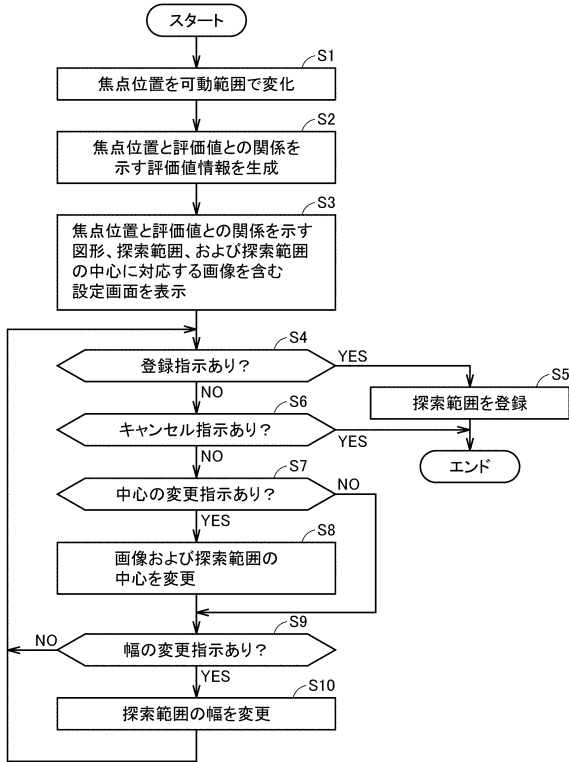 スタート
S1
焦点位置を可動範囲で変化
S2
焦点位置と評価値との関係を
示す評価値情報を生成
S3
焦点位置と評価値との関係を示す
図形、探索範囲、および探索範囲
の中心に対応する画像を含む
設定画面を表示
S4
登録指示あり?
YES
NO
S5
探索範囲を登録
S6
キャンセル指示あり?
YES
NO
エンド
S7
中心の変更指示あり?
NO
YES
S8
画像および探索範囲の
中心を変更
S9
幅の変更指示あり?
NO
YES
S10
探索範囲の幅を変更